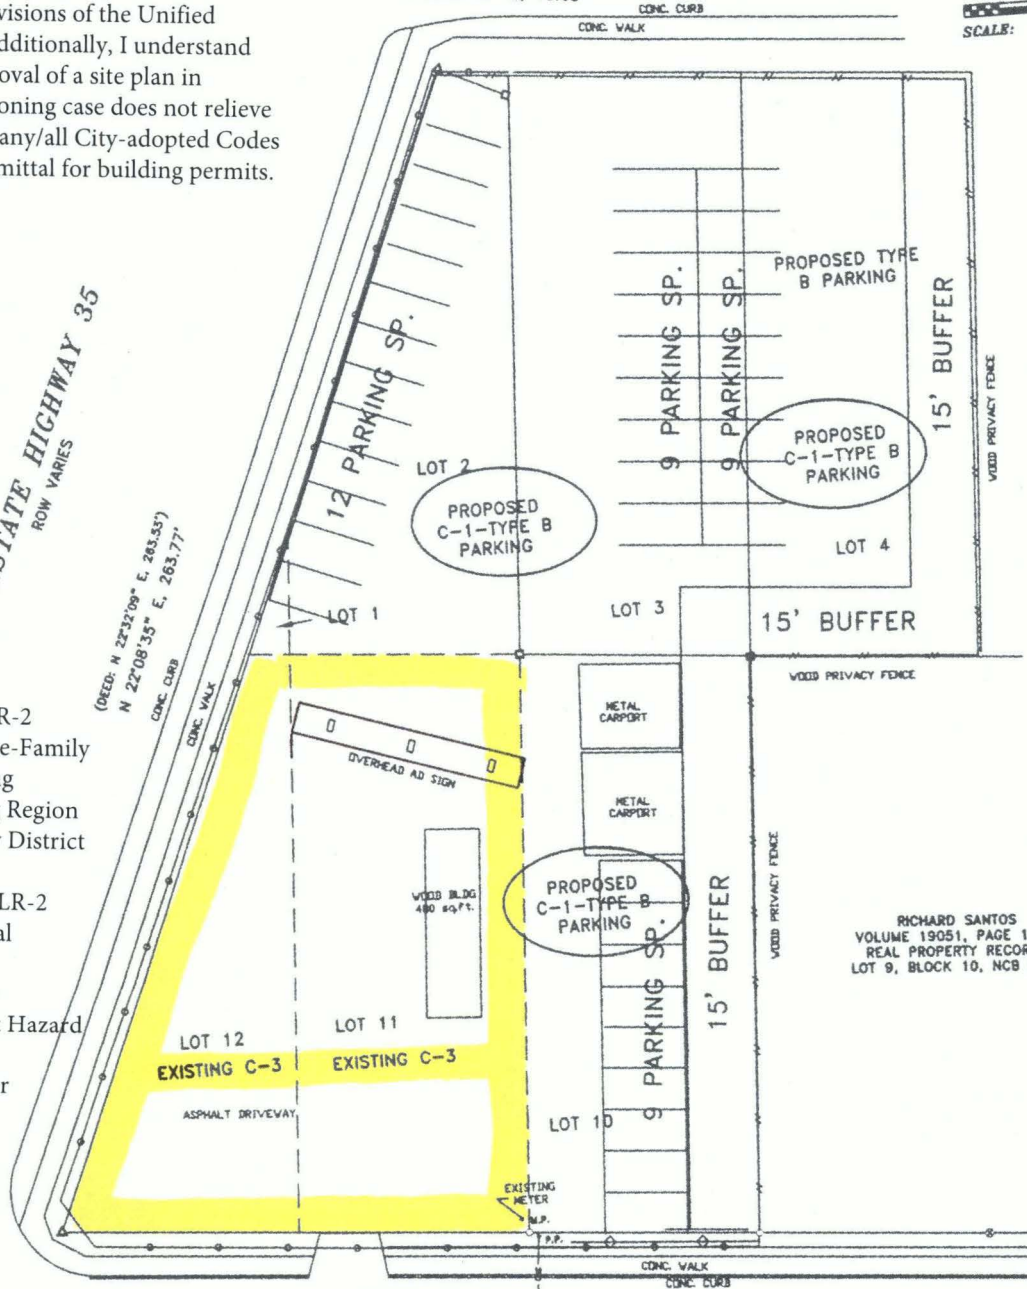 CONC. CURB
CONC. WALK
SCALE:
visions of the Unified
dditionally, I understand
oval of a site plan in
oning case does not relieve
any/all City-adopted Codes
mittal for building permits.
STATE HIGHWAY 35
ROW VARIES
(DEED: N 22°32'09" E, 263.53')
N 22°08'35" E, 263.77'
CONC. CURB
CONC. WALK
12 PARKING SP.
9 PARKING SP.
9 PARKING SP.
PROPOSED TYPE
B PARKING
15' BUFFER
WOOD PRIVACY FENCE
LOT 2
PROPOSED
C-1-TYPE B
PARKING
PROPOSED
C-1-TYPE B
PARKING
LOT 4
LOT 1
LOT 3
15' BUFFER
WOOD PRIVACY FENCE
R-2
e-Family
g
Region
District
LR-2
al
Hazard
r
OVERHEAD AD SIGN
METAL
CARPORT
METAL
CARPORT
WOOD BLDG
480 sq.ft.
PROPOSED
C-1-TYPE B
PARKING
9 PARKING SP.
15' BUFFER
WOOD PRIVACY FENCE
RICHARD SANTOS
VOLUME 19051, PAGE 1
REAL PROPERTY RECOR
LOT 9, BLOCK 10, NCB
LOT 12
LOT 11
EXISTING C-3
EXISTING C-3
ASPHALT DRIVEWAY
LOT 10
EXISTING
METER
M.P.
P.P.
CONC. WALK
CONC. CURB